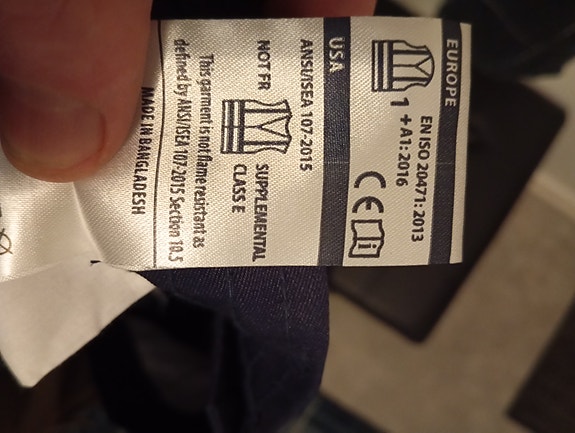 EUROPE
EN ISO 20471: 2013
+A1: 2016
1
CE
i
USA
ANSI/ISEA 107-2015
NOT FR
SUPPLEMENTAL
CLASS E
This garment is not flame resistant as
defined by ANSI/ISEA 107-2015 Section 10.5
MADE IN BANGLADESH